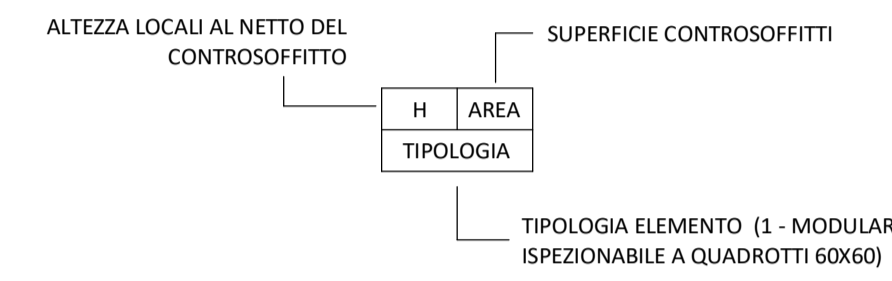 ALTEZZA LOCALI AL NETTO DEL
CONTROSOFFITTO
SUPERFICIE CONTROSOFFITTI
H AREA
TIPOLOGIA
TIPOLOGIA ELEMENTO (1 - MODULAR
ISPEZIONABILE A QUADROTTI 60X60)